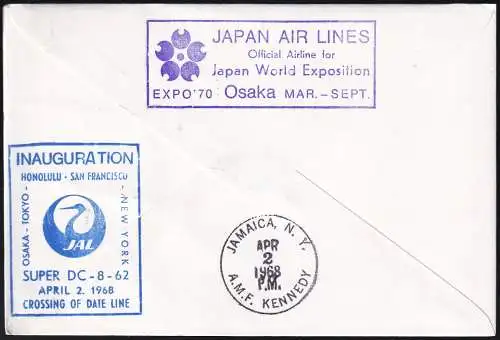 JAPAN AIR LINES
Official Airline for
Japan World Exposition
EXPO'70 Osaka MAR.-SEPT.
INAUGURATION
HONOLULU - SAN FRANCISCO
OSAKA - TOKYO -
- NEW YORK
JAL
SUPER DC-8-62
APRIL 2, 1968
CROSSING OF DATE LINE
JAMAICA, N. Y.
APR
2
1968
P.M.
A.M.F. KENNEDY